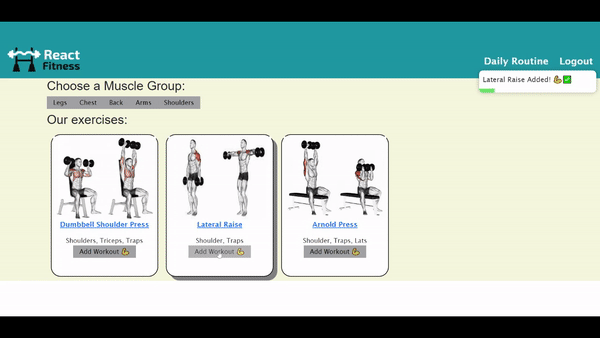 React
Fitness
Daily Routine Logout
Lateral Raise Added! 💪✅
Choose a Muscle Group:
Legs Chest Back Arms Shoulders
Our exercises:
Dumbbell Shoulder Press
Shoulders, Triceps, Traps
Add Workout 💪
Lateral Raise
Shoulder, Traps
Add Workout 💪
Arnold Press
Shoulder, Traps, Lats
Add Workout 💪